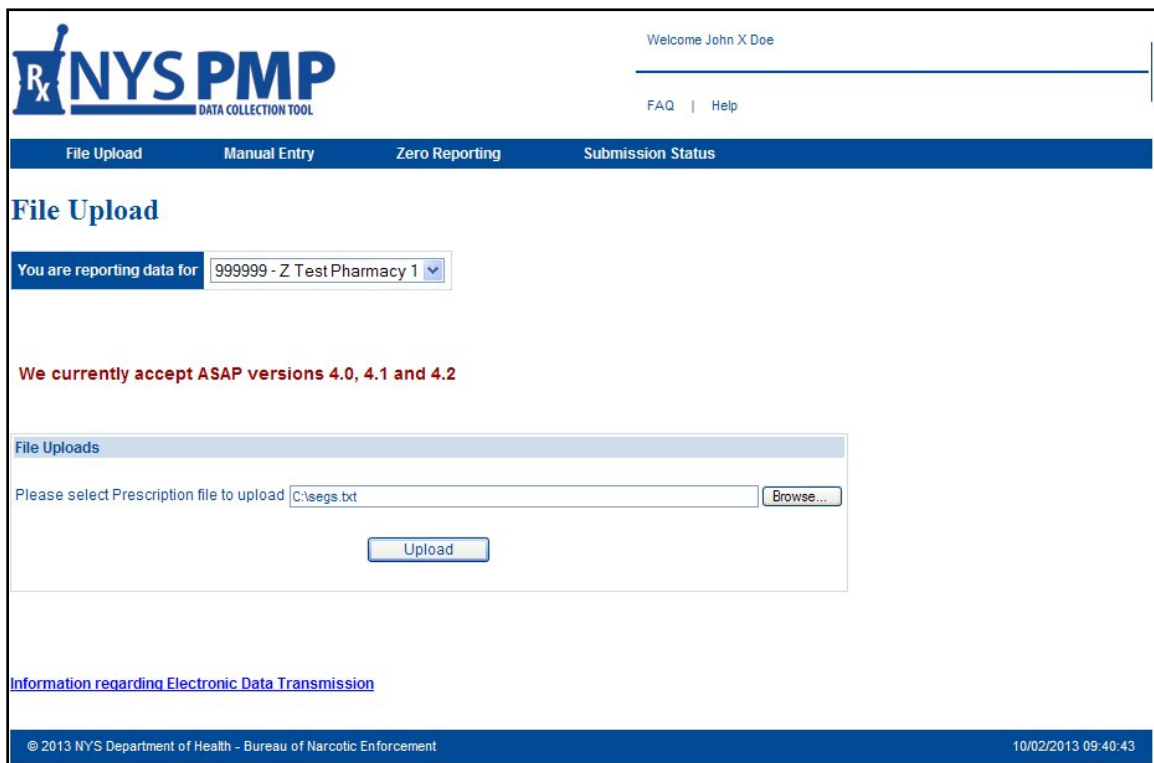 Rx NYS PMP
DATA COLLECTION TOOL
Welcome John X Doe
FAQ | Help
File Upload Manual Entry Zero Reporting Submission Status
File Upload
You are reporting data for 999999 - Z Test Pharmacy 1
We currently accept ASAP versions 4.0, 4.1 and 4.2
File Uploads
Please select Prescription file to upload C:\segs.txt Browse...
Upload
Information regarding Electronic Data Transmission
© 2013 NYS Department of Health - Bureau of Narcotic Enforcement 10/02/2013 09:40:43